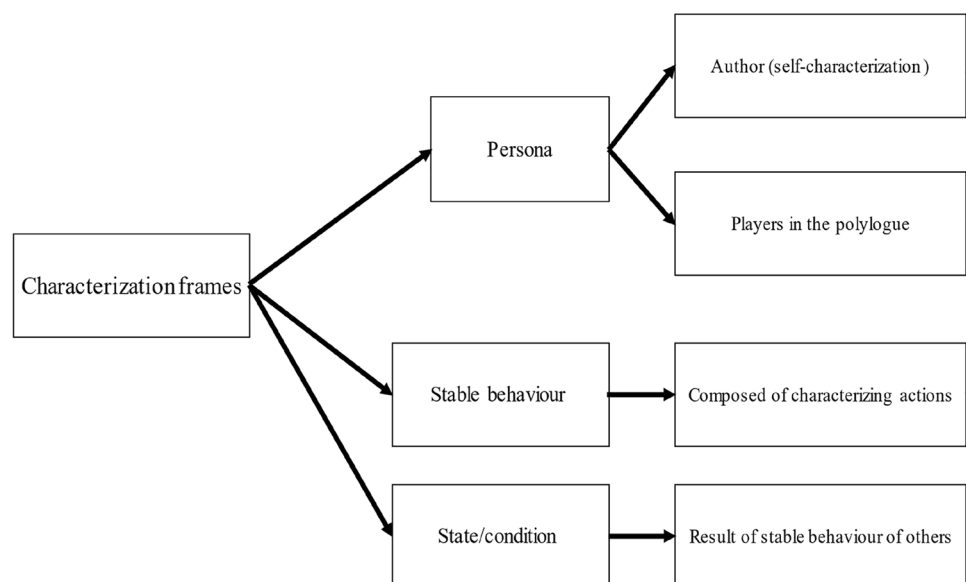 Author (self-characterization )
Persona
Players in the polylogue
Characterization frames
Stable behaviour
Composed of characterizing actions
State/condition
Result of stable behaviour of others